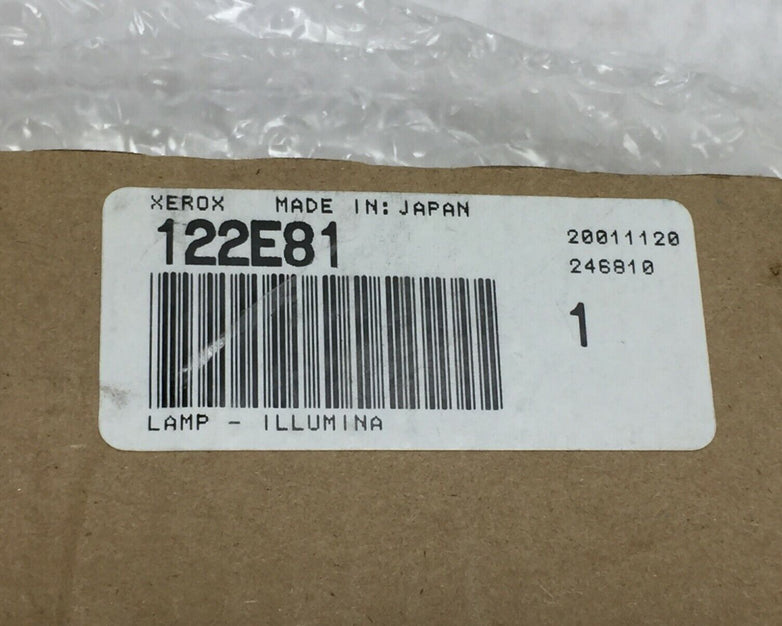 XEROX MADE IN: JAPAN
122E81
20011120
246810
1
LAMP - ILLUMINA